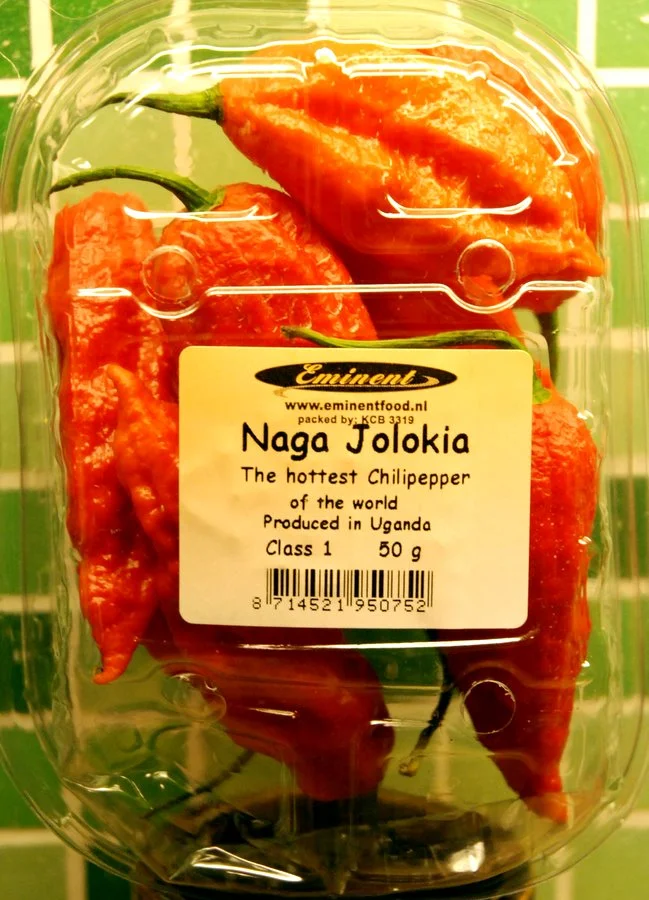 Eminent
www.eminentfood.nl
packed by: KCB 3319
Naga Jolokia
The hottest Chilipepper
of the world
Produced in Uganda
Class 1 50 g
8 714521 950752